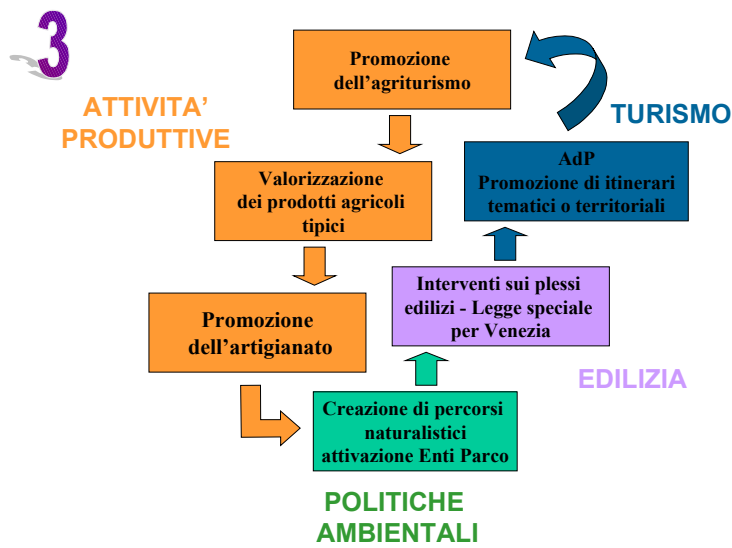 3
ATTIVITA'
PRODUTTIVE
Promozione
dell'agriturismo
TURISMO
Valorizzazione
dei prodotti agricoli
tipici
AdP
Promozione di itinerari
tematici o territoriali
Promozione
dell'artigianato
Interventi sui plessi
edilizi - Legge speciale
per Venezia
EDILIZIA
Creazione di percorsi
naturalistici
attivazione Enti Parco
POLITICHE
AMBIENTALI